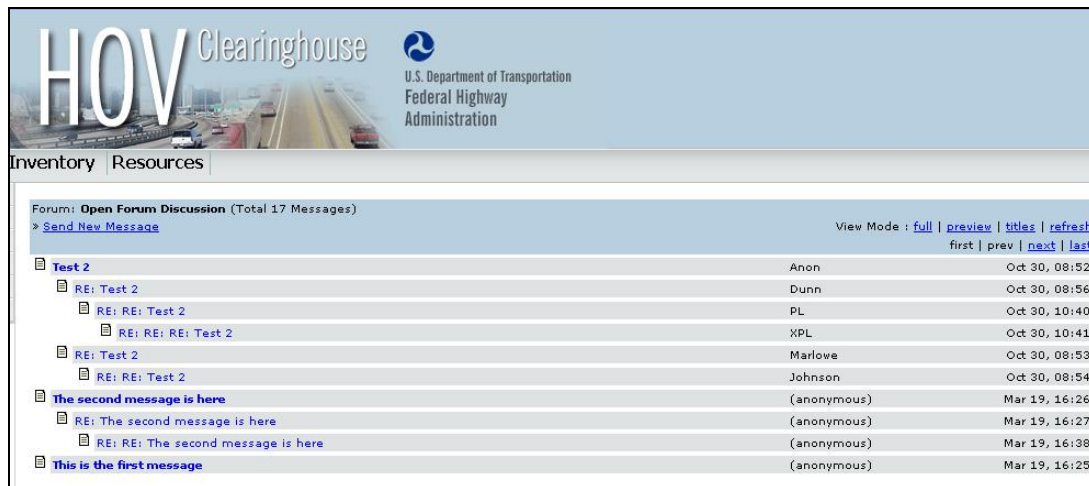 HOV Clearinghouse
U.S. Department of Transportation
Federal Highway
Administration
Inventory Resources
Forum: Open Forum Discussion (Total 17 Messages)
» Send New Message View Mode : full | preview | titles | refresh
first | prev | next | last
Test 2 Anon Oct 30, 08:52
RE: Test 2 Dunn Oct 30, 08:56
RE: RE: Test 2 PL Oct 30, 10:40
RE: RE: RE: Test 2 XPL Oct 30, 10:41
RE: Test 2 Marlowe Oct 30, 08:53
RE: RE: Test 2 Johnson Oct 30, 08:54
The second message is here (anonymous) Mar 19, 16:26
RE: The second message is here (anonymous) Mar 19, 16:27
RE: RE: The second message is here (anonymous) Mar 19, 16:38
This is the first message (anonymous) Mar 19, 16:25